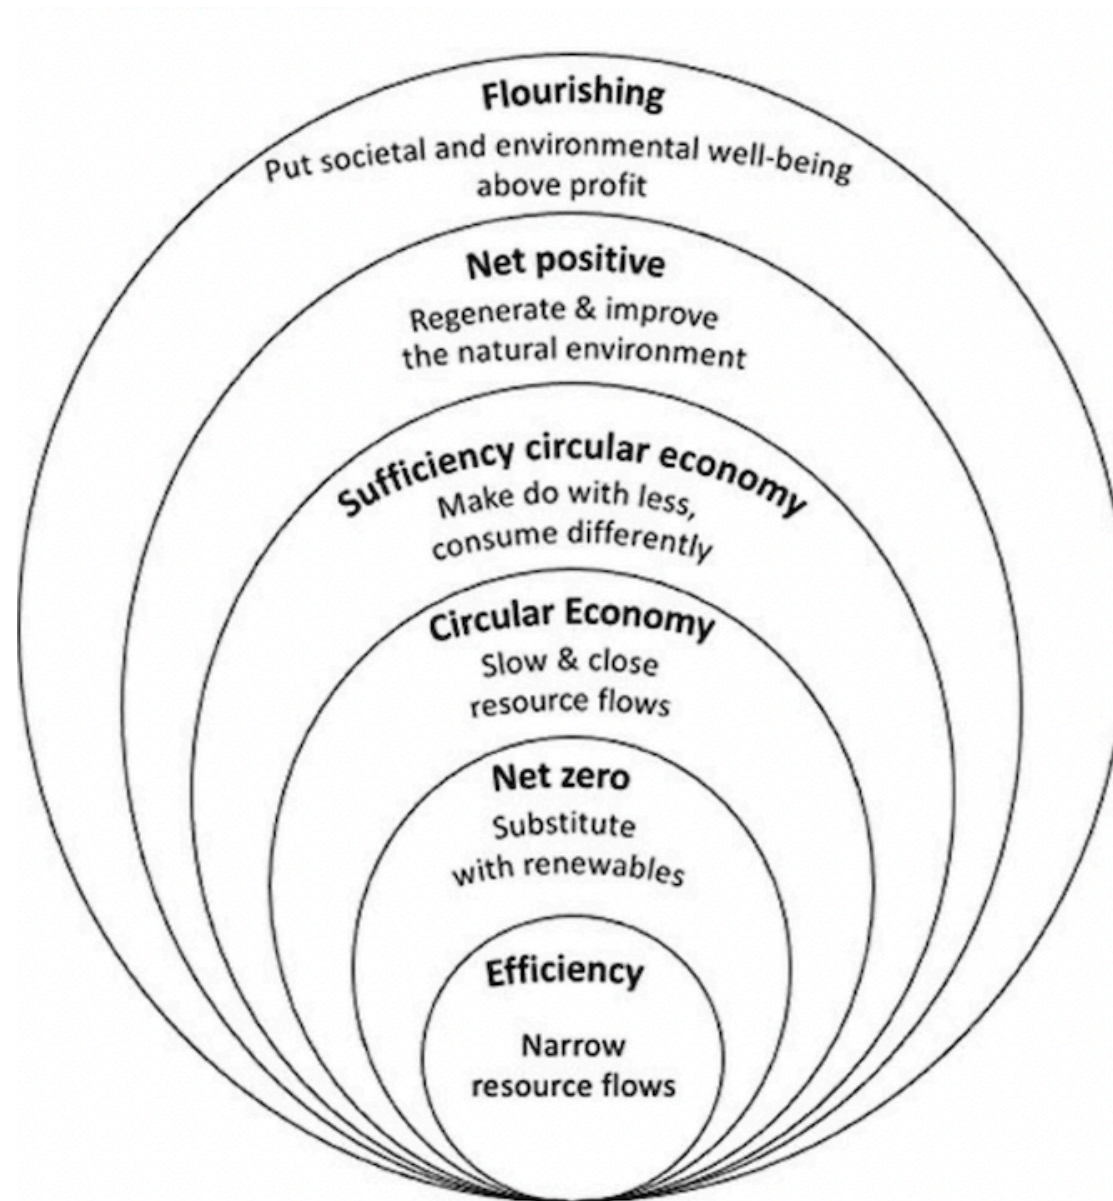 Flourishing
Put societal and environmental well-being
above profit
Net positive
Regenerate & improve
the natural environment
Sufficiency circular economy
Make do with less,
consume differently
Circular Economy
Slow & close
resource flows
Net zero
Substitute
with renewables
Efficiency
Narrow
resource flows